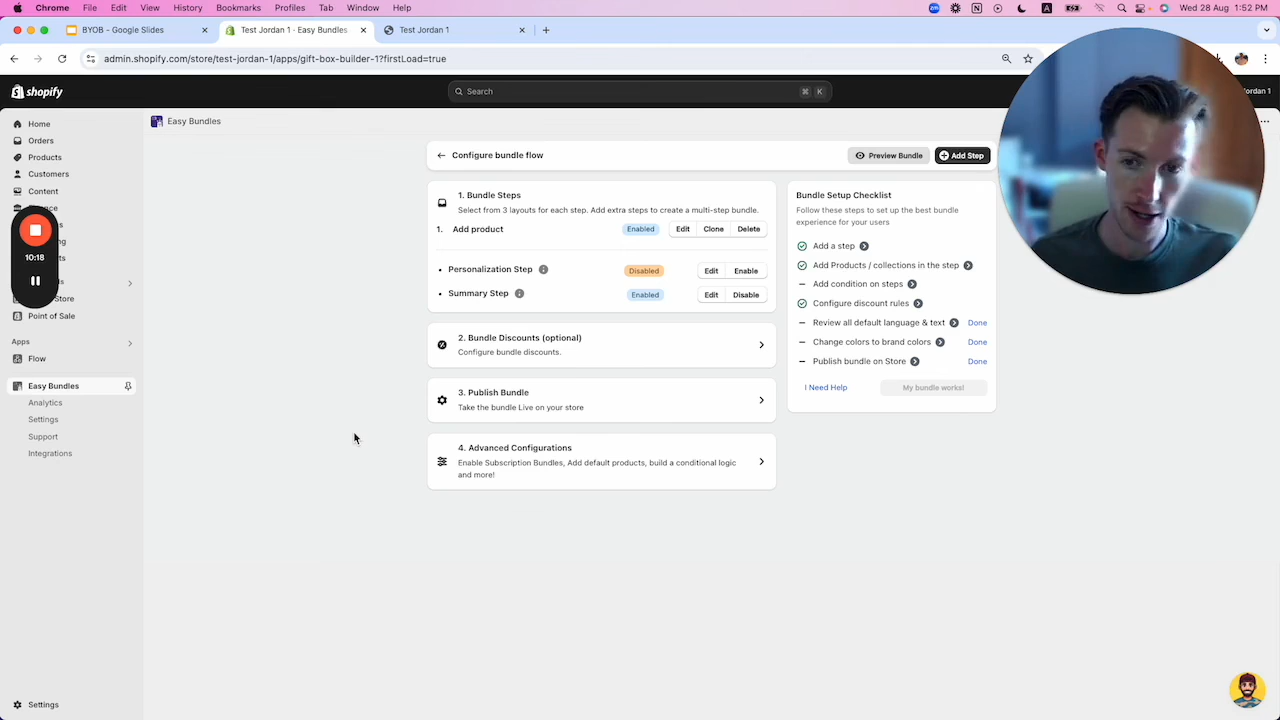 Chrome File Edit View History Bookmarks Profiles Tab Window Help
Wed 28 Aug 1:52 PM
BYOB - Google Slides
Test Jordan 1 · Easy Bundles
Test Jordan 1
admin.shopify.com/store/test-jordan-1/apps/gift-box-builder-1?firstLoad=true
shopify
Search
K
Jordan 1
Home
Orders
Products
Customers
Content
10:18
Point of Sale
Apps
Flow
Easy Bundles
Analytics
Settings
Support
Integrations
Settings
Easy Bundles
Configure bundle flow
Preview Bundle
Add Step
1. Bundle Steps
Select from 3 layouts for each step. Add extra steps to create a multi-step bundle.
1. Add product Enabled Edit Clone Delete
Personalization Step Disabled Edit Enable
Summary Step Enabled Edit Disable
2. Bundle Discounts (optional)
Configure bundle discounts.
3. Publish Bundle
Take the bundle Live on your store
4. Advanced Configurations
Enable Subscription Bundles, Add default products, build a conditional logic
and more!
Bundle Setup Checklist
Follow these steps to set up the best bundle
experience for your users
Add a step
Add Products / collections in the step
Add condition on steps
Configure discount rules
Review all default language & text Done
Change colors to brand colors Done
Publish bundle on Store Done
I Need Help
My bundle works!